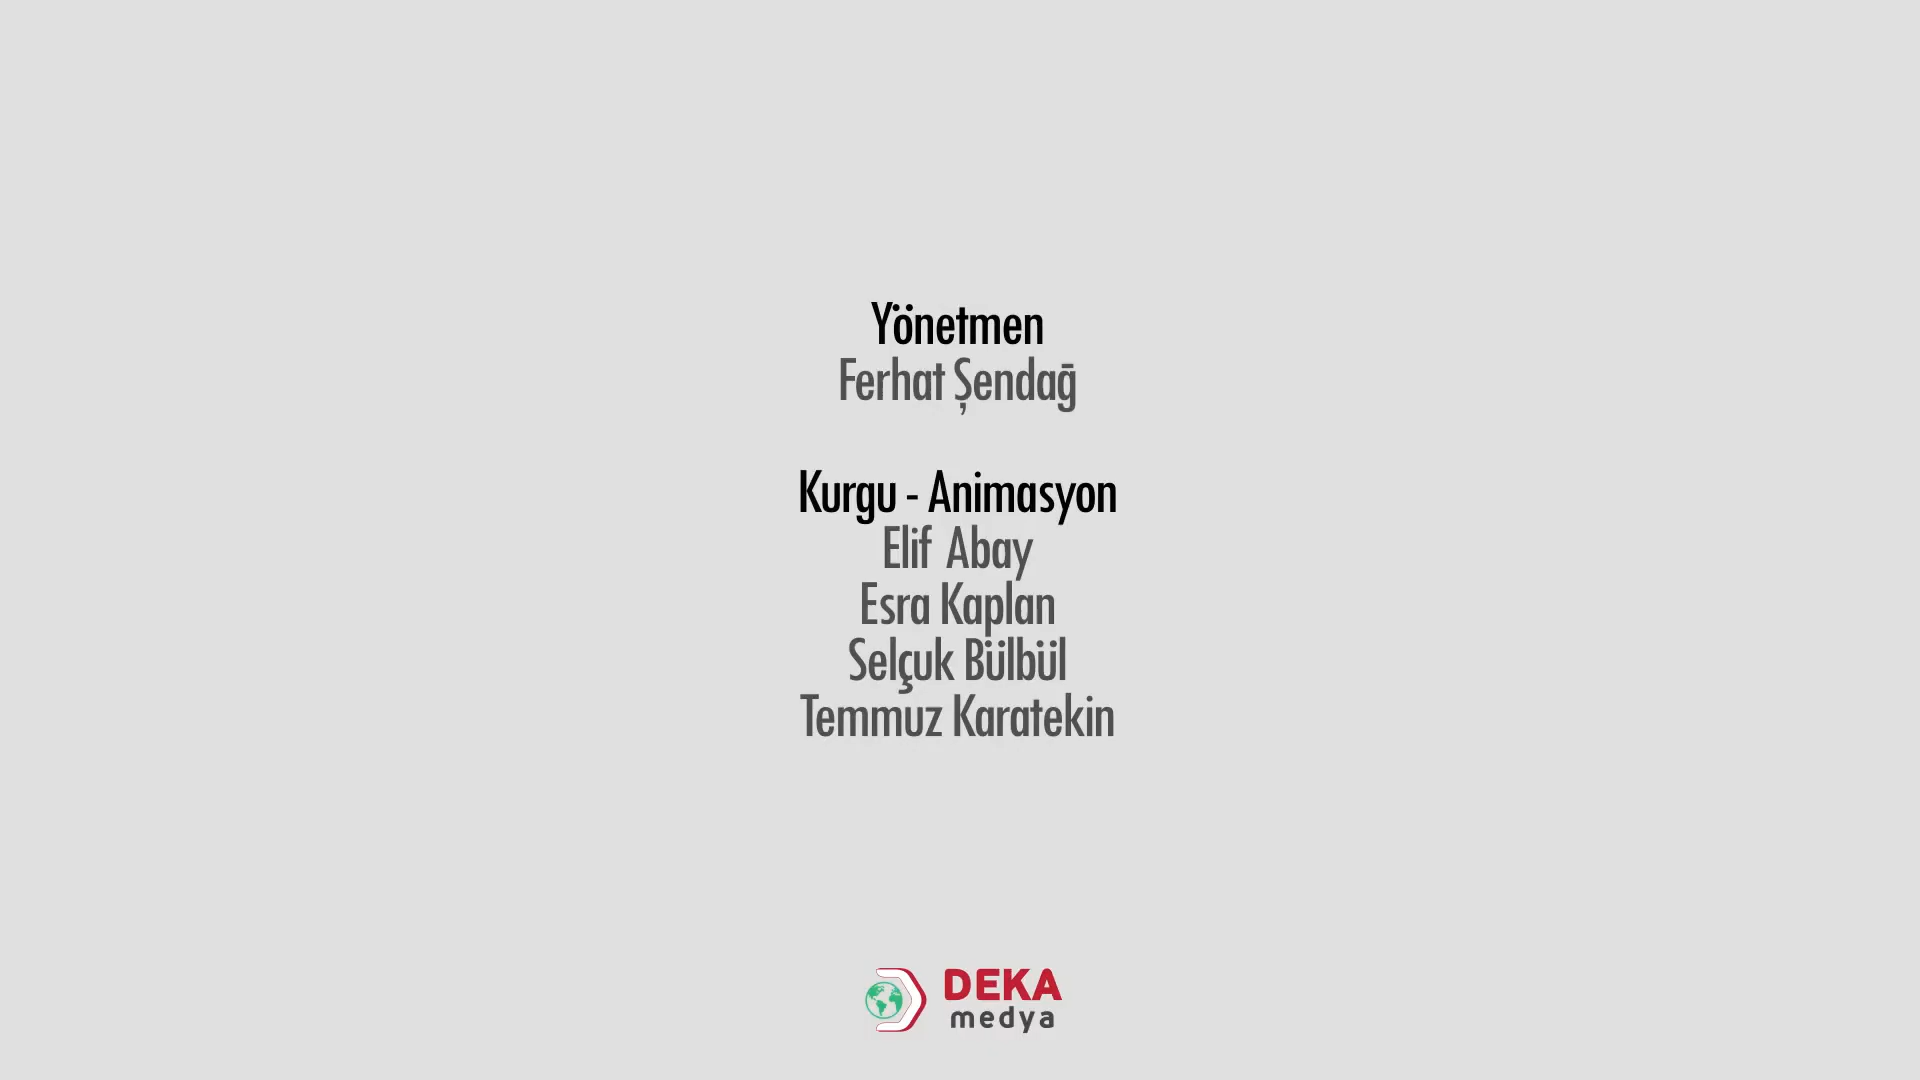 Yönetmen
Ferhat Şendağ
Kurgu - Animasyon
Elif Abay
Esra Kaplan
Selçuk Bülbül
Temmuz Karatekin
DEKA
medya